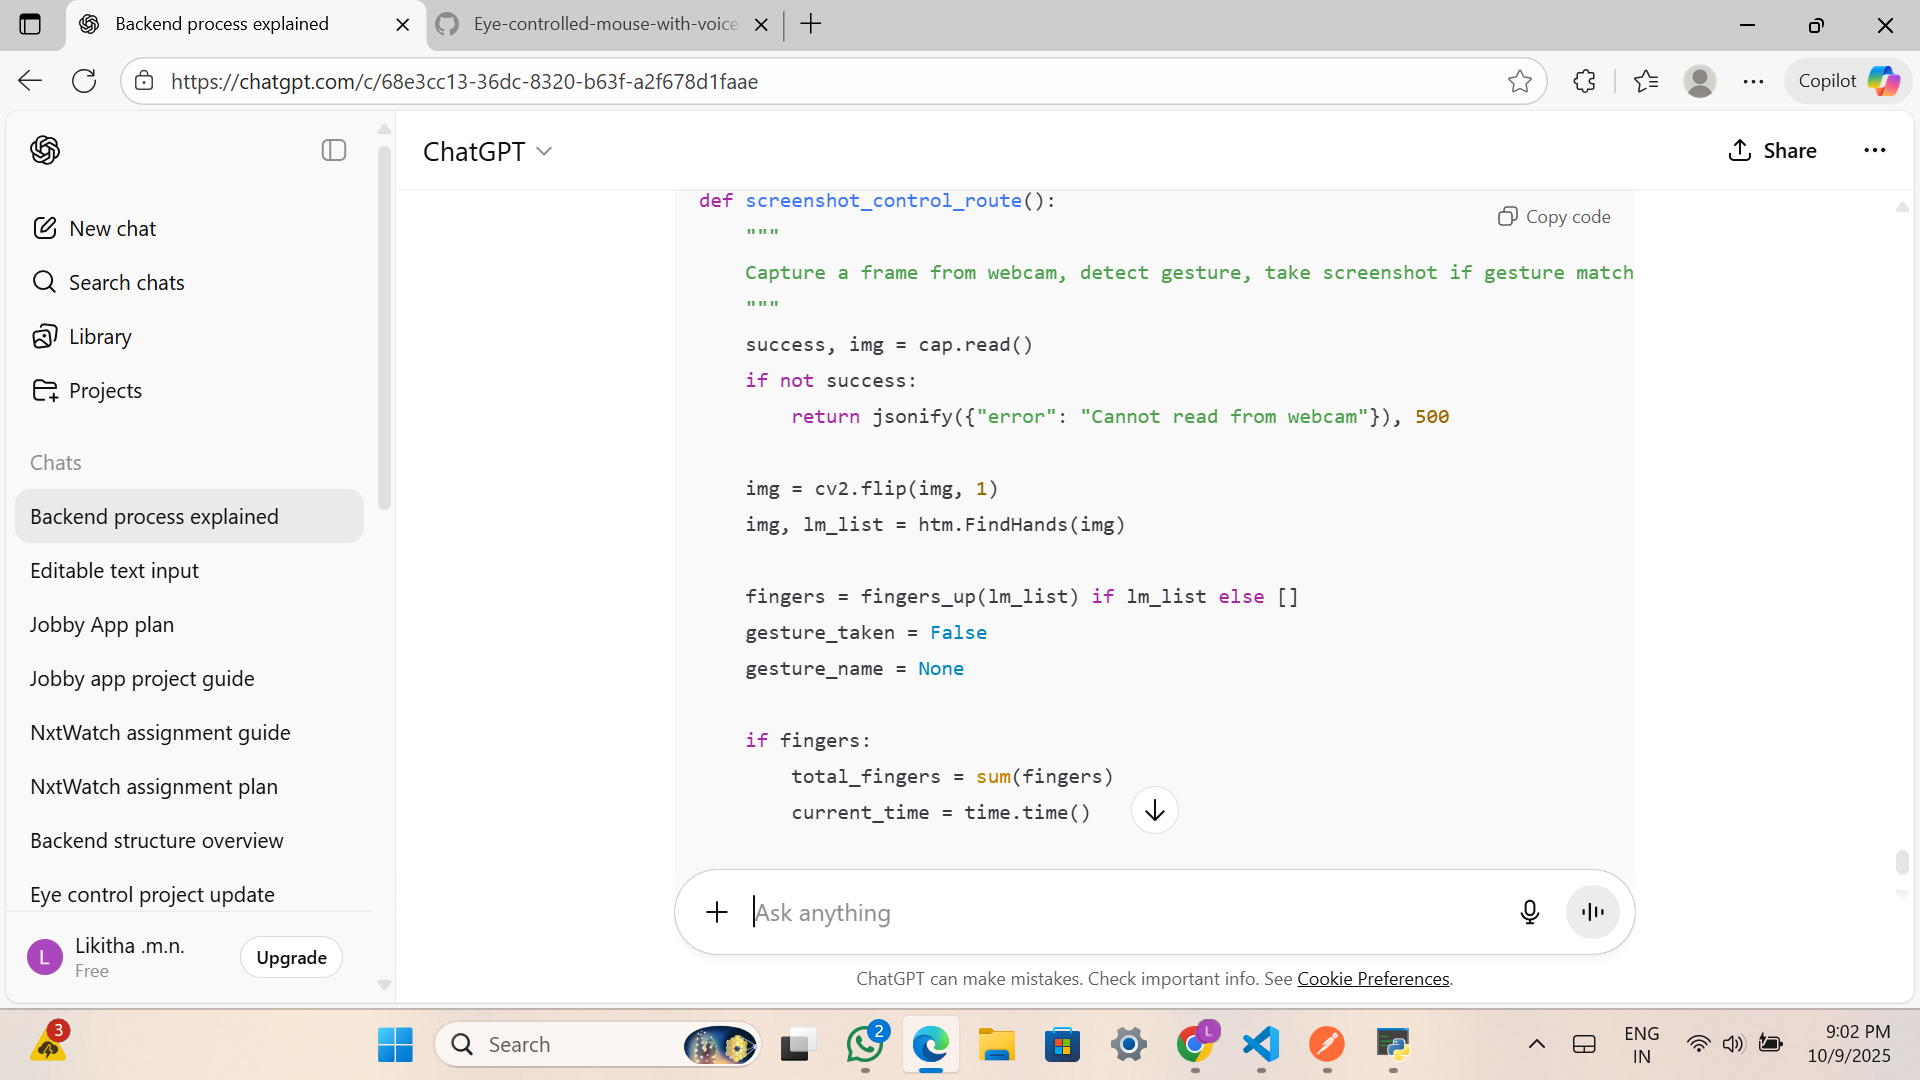 Backend process explained
Eye-controlled-mouse-with-voice
https://chatgpt.com/c/68e3cc13-36dc-8320-b63f-a2f678d1faae
Copilot
ChatGPT
Share
New chat
Search chats
Library
Projects
Chats
Backend process explained
Editable text input
Jobby App plan
Jobby app project guide
NxtWatch assignment guide
NxtWatch assignment plan
Backend structure overview
Eye control project update
L
Likitha .m.n.
Free
Upgrade
def screenshot_control_route():
Copy code
"""
Capture a frame from webcam, detect gesture, take screenshot if gesture match
"""
success, img = cap.read()
if not success:
return jsonify({"error": "Cannot read from webcam"}), 500
img = cv2.flip(img, 1)
img, lm_list = htm.FindHands(img)
fingers = fingers_up(lm_list) if lm_list else []
gesture_taken = False
gesture_name = None
if fingers:
total_fingers = sum(fingers)
current_time = time.time()
Ask anything
ChatGPT can make mistakes. Check important info. See Cookie Preferences.
3
Search
2
L
ENG
IN
9:02 PM
10/9/2025